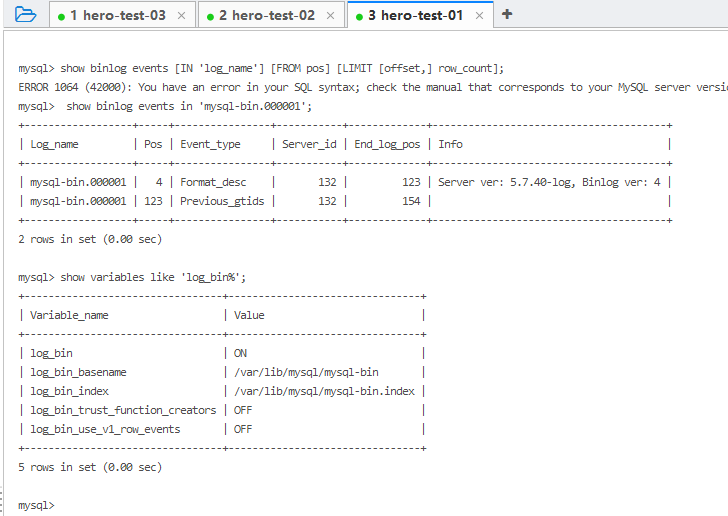 1 hero-test-03 × 2 hero-test-02 × 3 hero-test-01 × +
mysql> show binlog events [IN 'log_name'] [FROM pos] [LIMIT [offset,] row_count];
ERROR 1064 (42000): You have an error in your SQL syntax; check the manual that corresponds to your MySQL server versi
mysql>  show binlog events in 'mysql-bin.000001';
+------------------+-----+----------------+-----------+-------------+---------------------------------------+
| Log_name         | Pos | Event_type     | Server_id | End_log_pos | Info                                  |
+------------------+-----+----------------+-----------+-------------+---------------------------------------+
| mysql-bin.000001 |   4 | Format_desc    |       132 |         123 | Server ver: 5.7.40-log, Binlog ver: 4 |
| mysql-bin.000001 | 123 | Previous_gtids |       132 |         154 |                                       |
+------------------+-----+----------------+-----------+-------------+---------------------------------------+
2 rows in set (0.00 sec)
mysql> show variables like 'log_bin%';
+---------------------------------+--------------------------------+
| Variable_name                   | Value                          |
+---------------------------------+--------------------------------+
| log_bin                         | ON                             |
| log_bin_basename                | /var/lib/mysql/mysql-bin       |
| log_bin_index                   | /var/lib/mysql/mysql-bin.index |
| log_bin_trust_function_creators | OFF                            |
| log_bin_use_v1_row_events       | OFF                            |
+---------------------------------+--------------------------------+
5 rows in set (0.00 sec)
mysql>